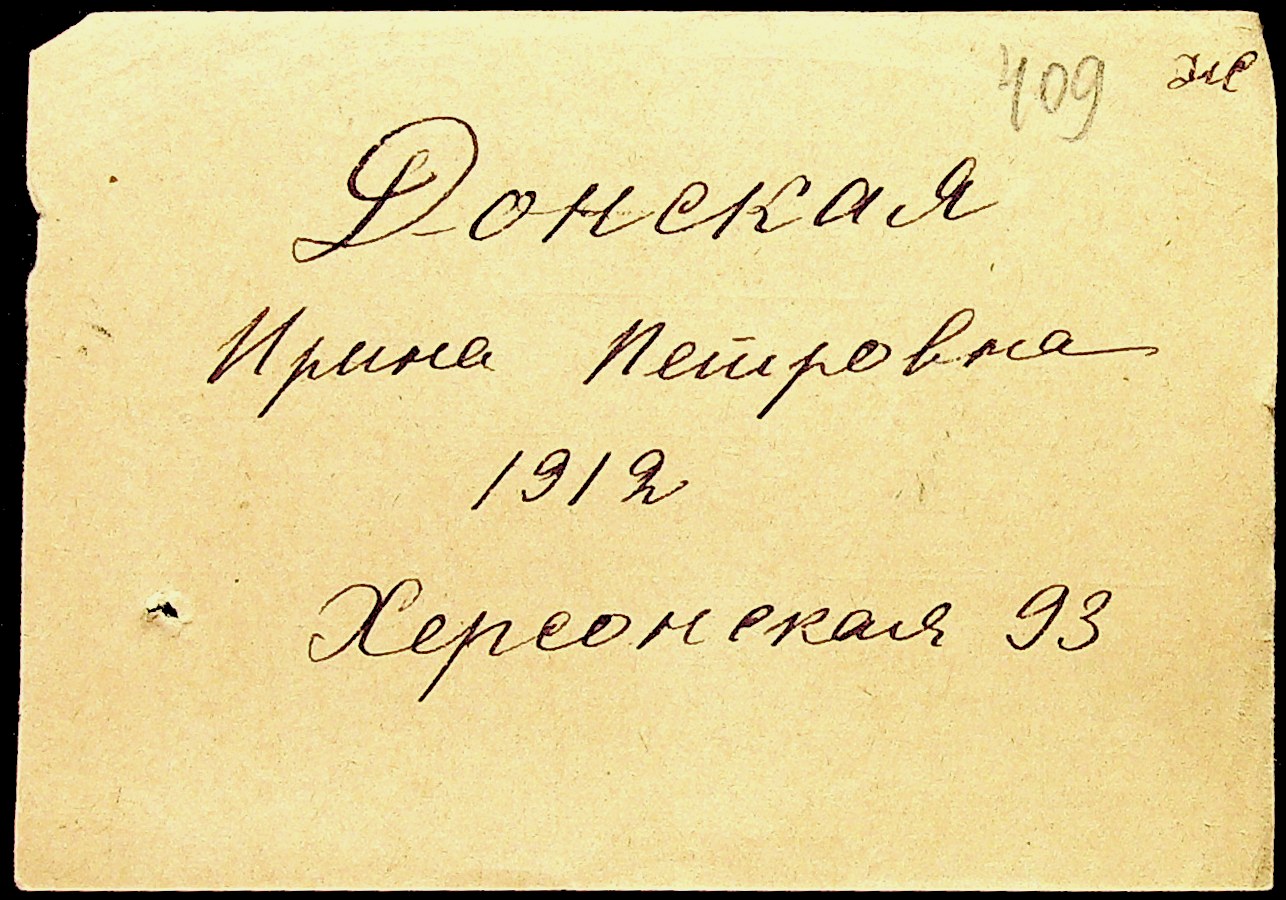 409 ж
Донская
Ирина Петровна
1912
Херсонская 93